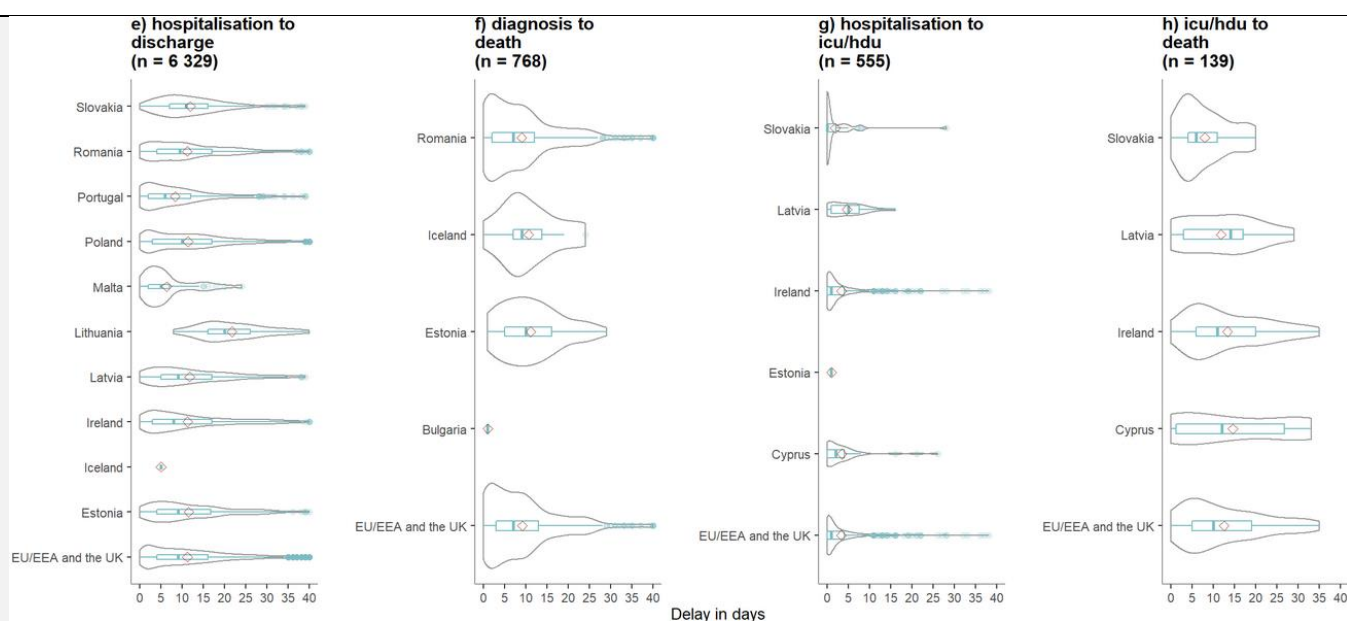 e) hospitalisation to
discharge
(n = 6 329)
Slovakia
Romania
Portugal
Poland
Malta
Lithuania
Latvia
Ireland
Iceland
Estonia
EU/EEA and the UK
0 5 10 15 20 25 30 35 40
f) diagnosis to
death
(n = 768)
Romania
Iceland
Estonia
Bulgaria
EU/EEA and the UK
0 5 10 15 20 25 30 35 40
g) hospitalisation to
icu/hdu
(n = 555)
Slovakia
Latvia
Ireland
Estonia
Cyprus
EU/EEA and the UK
0 5 10 15 20 25 30 35 40
h) icu/hdu to
death
(n = 139)
Slovakia
Latvia
Ireland
Cyprus
EU/EEA and the UK
0 5 10 15 20 25 30 35 40
Delay in days